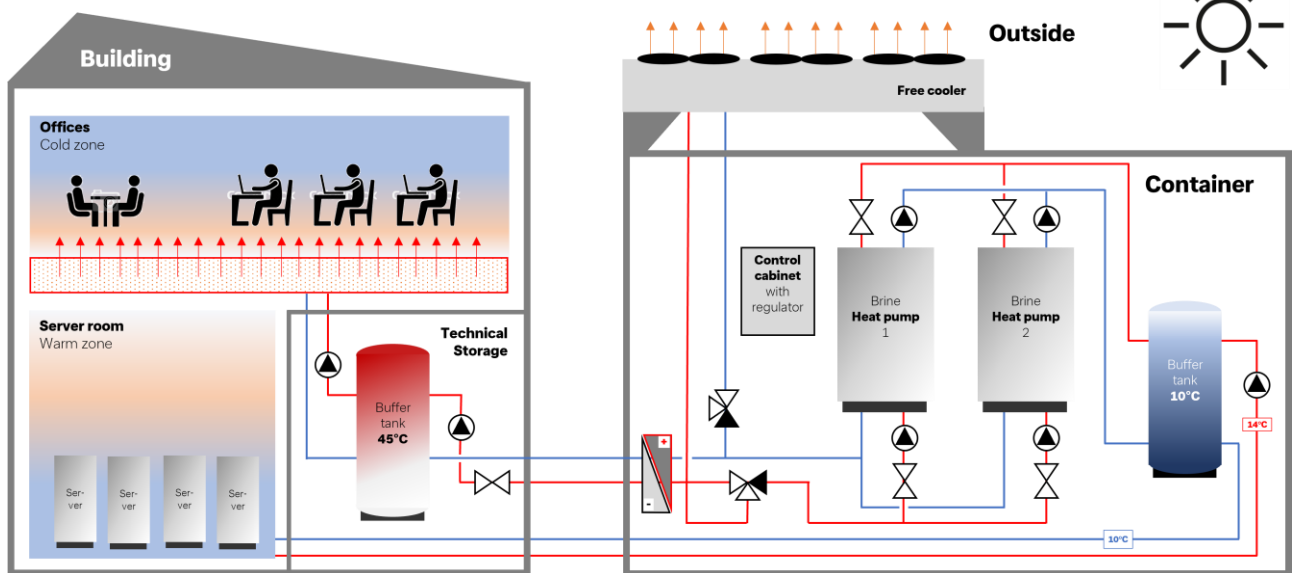 Building
Outside
Free cooler
Offices
Cold zone
Container
Control
cabinet
with
regulator
Brine
Heat pump
1
Brine
Heat pump
2
Server room
Warm zone
Technical
Storage
Buffer
tank
45°C
Buffer
tank
10°C
14°C
Ser-
ver
Ser-
ver
Ser-
ver
Ser-
ver
+
-
10°C